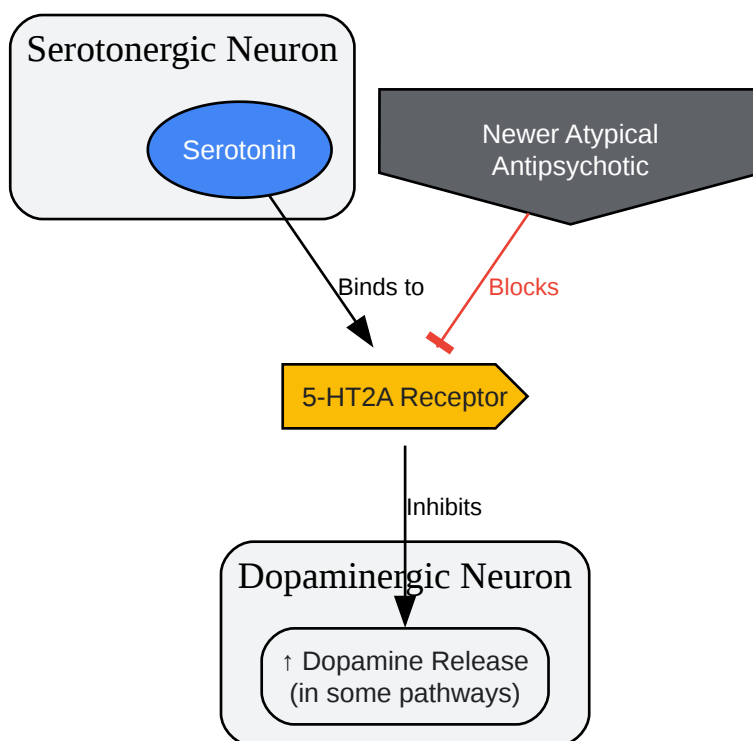 Serotonergic Neuron
Serotonin
Newer Atypical
Antipsychotic
Binds to
Blocks
5-HT2A Receptor
Inhibits
Dopaminergic Neuron
↑ Dopamine Release
(in some pathways)